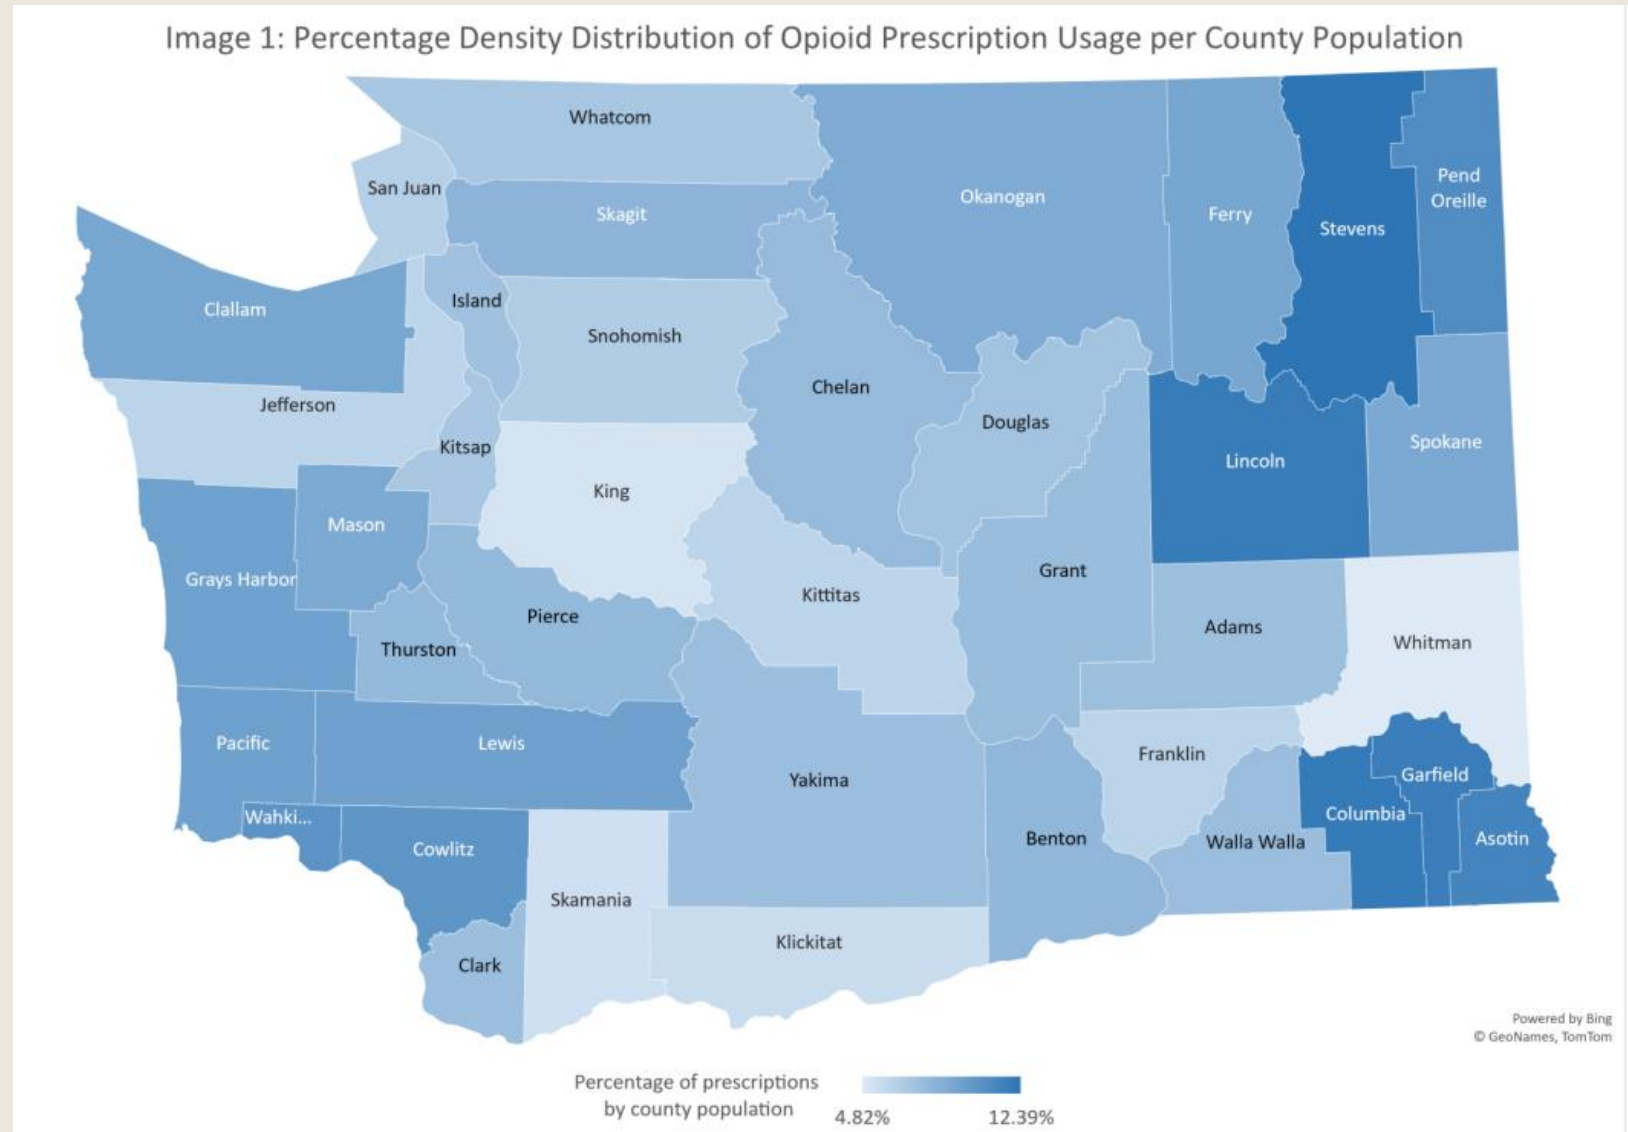 Image 1: Percentage Density Distribution of Opioid Prescription Usage per County Population
Whatcom
San Juan
Skagit
Okanogan
Ferry
Stevens
Pend
Oreille
Clallam
Island
Snohomish
Chelan
Jefferson
Kitsap
Douglas
Lincoln
Spokane
King
Mason
Grays Harbor
Kittitas
Grant
Pierce
Thurston
Adams
Whitman
Pacific
Lewis
Yakima
Franklin
Garfield
Wahki...
Cowlitz
Benton
Walla Walla
Columbia
Asotin
Skamania
Clark
Klickitat
Powered by Bing
© GeoNames, TomTom
Percentage of prescriptions
by county population
4.82% 12.39%